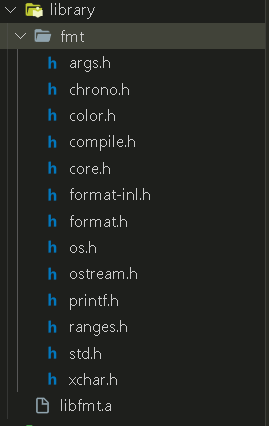 library
fmt
h args.h
h chrono.h
h color.h
h compile.h
h core.h
h format-inl.h
h format.h
h os.h
h ostream.h
h printf.h
h ranges.h
h std.h
h xchar.h
libfmt.a